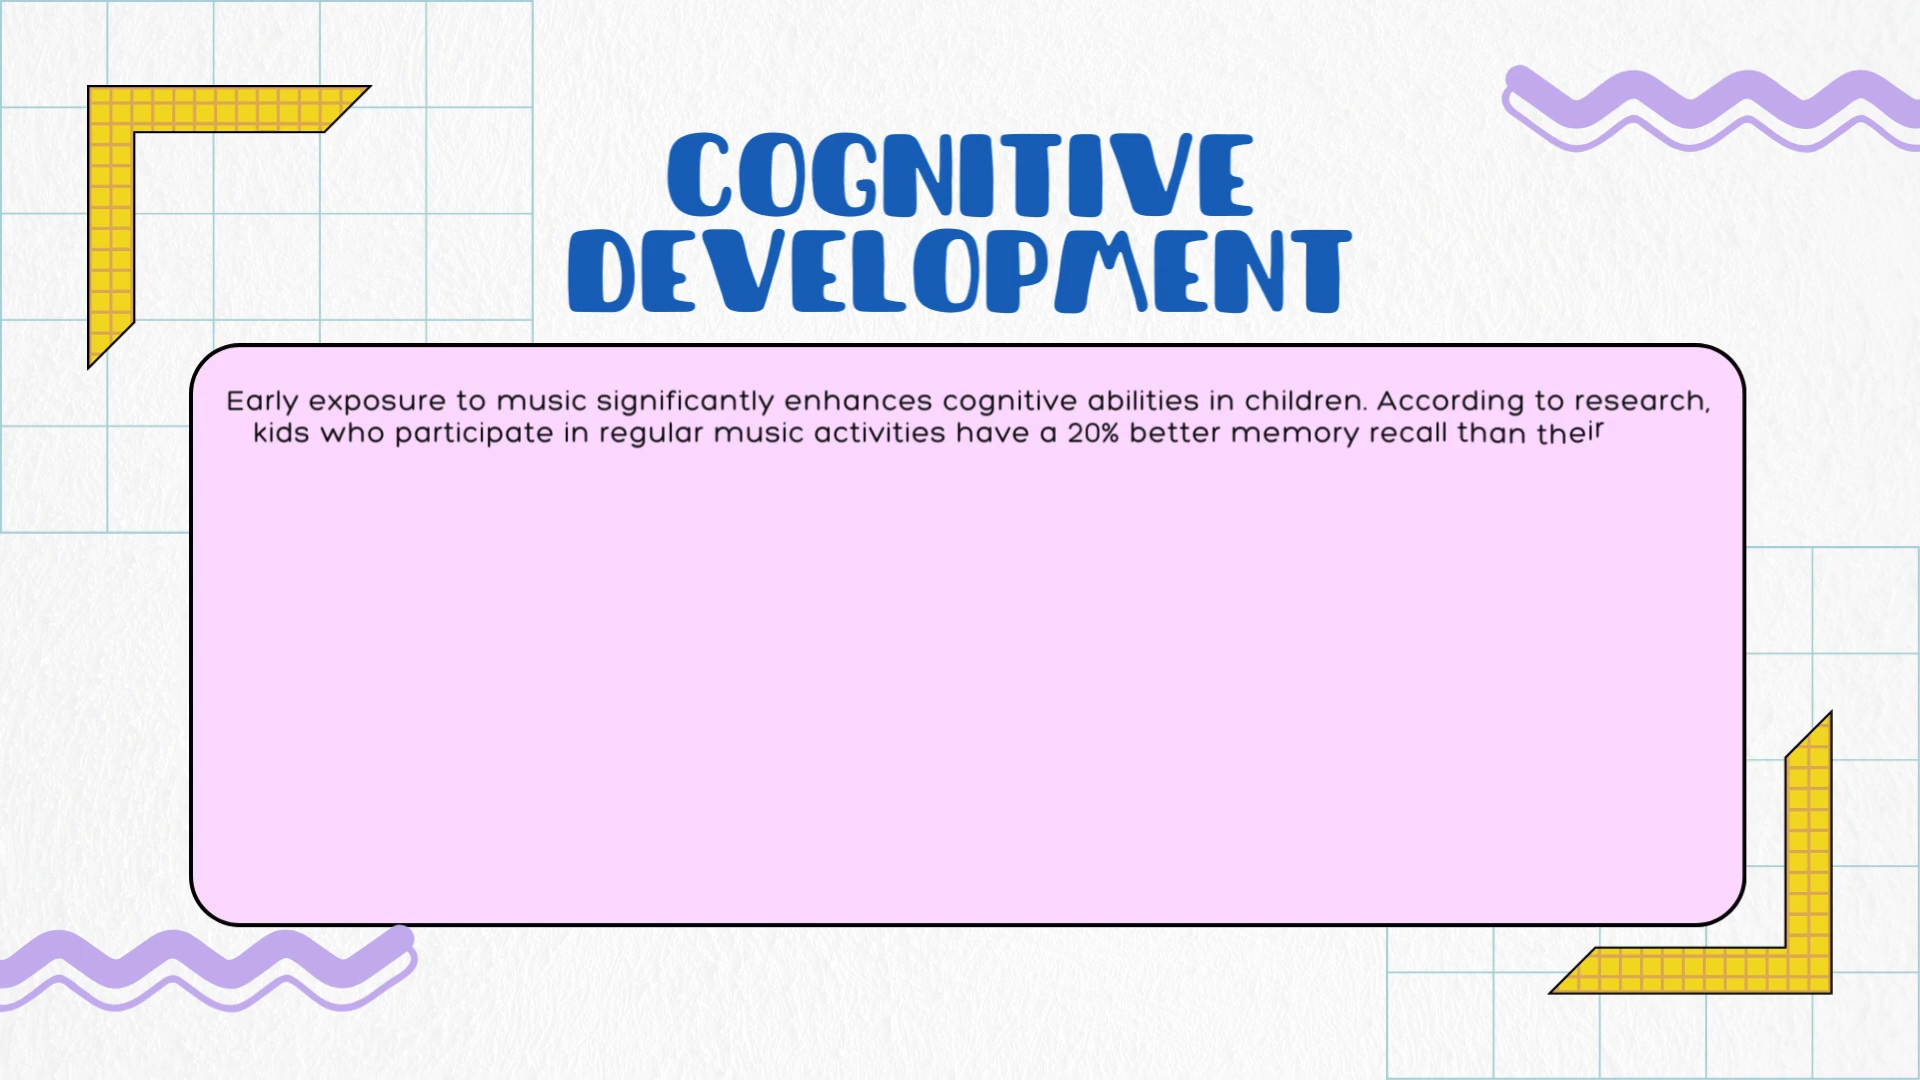 COGNITIVE
DEVELOPMENT
Early exposure to music significantly enhances cognitive abilities in children. According to research,
kids who participate in regular music activities have a 20% better memory recall than their